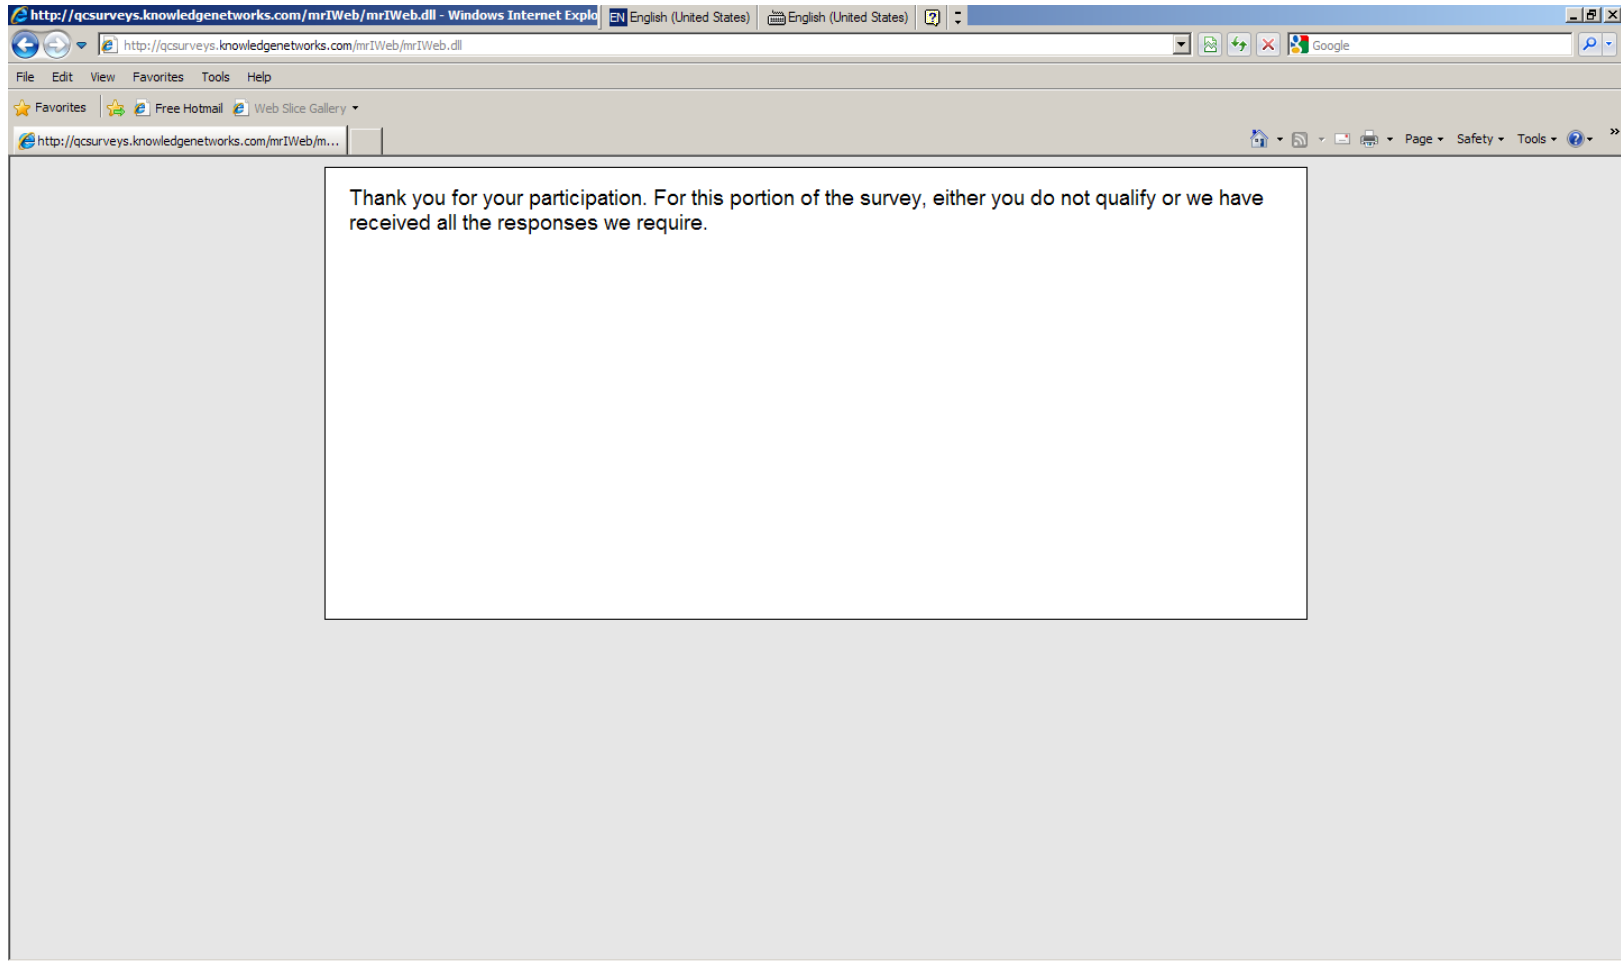 http://qcsurveys.knowledgenetworks.com/mrIWeb/mrIWeb.dll - Windows Internet Explo
EN English (United States) English (United States)
http://qcsurveys.knowledgenetworks.com/mrIWeb/mrIWeb.dll
Google
File Edit View Favorites Tools Help
Favorites Free Hotmail Web Slice Gallery
http://qcsurveys.knowledgenetworks.com/mrIWeb/m...
Page Safety Tools »
Thank you for your participation. For this portion of the survey, either you do not qualify or we have
received all the responses we require.